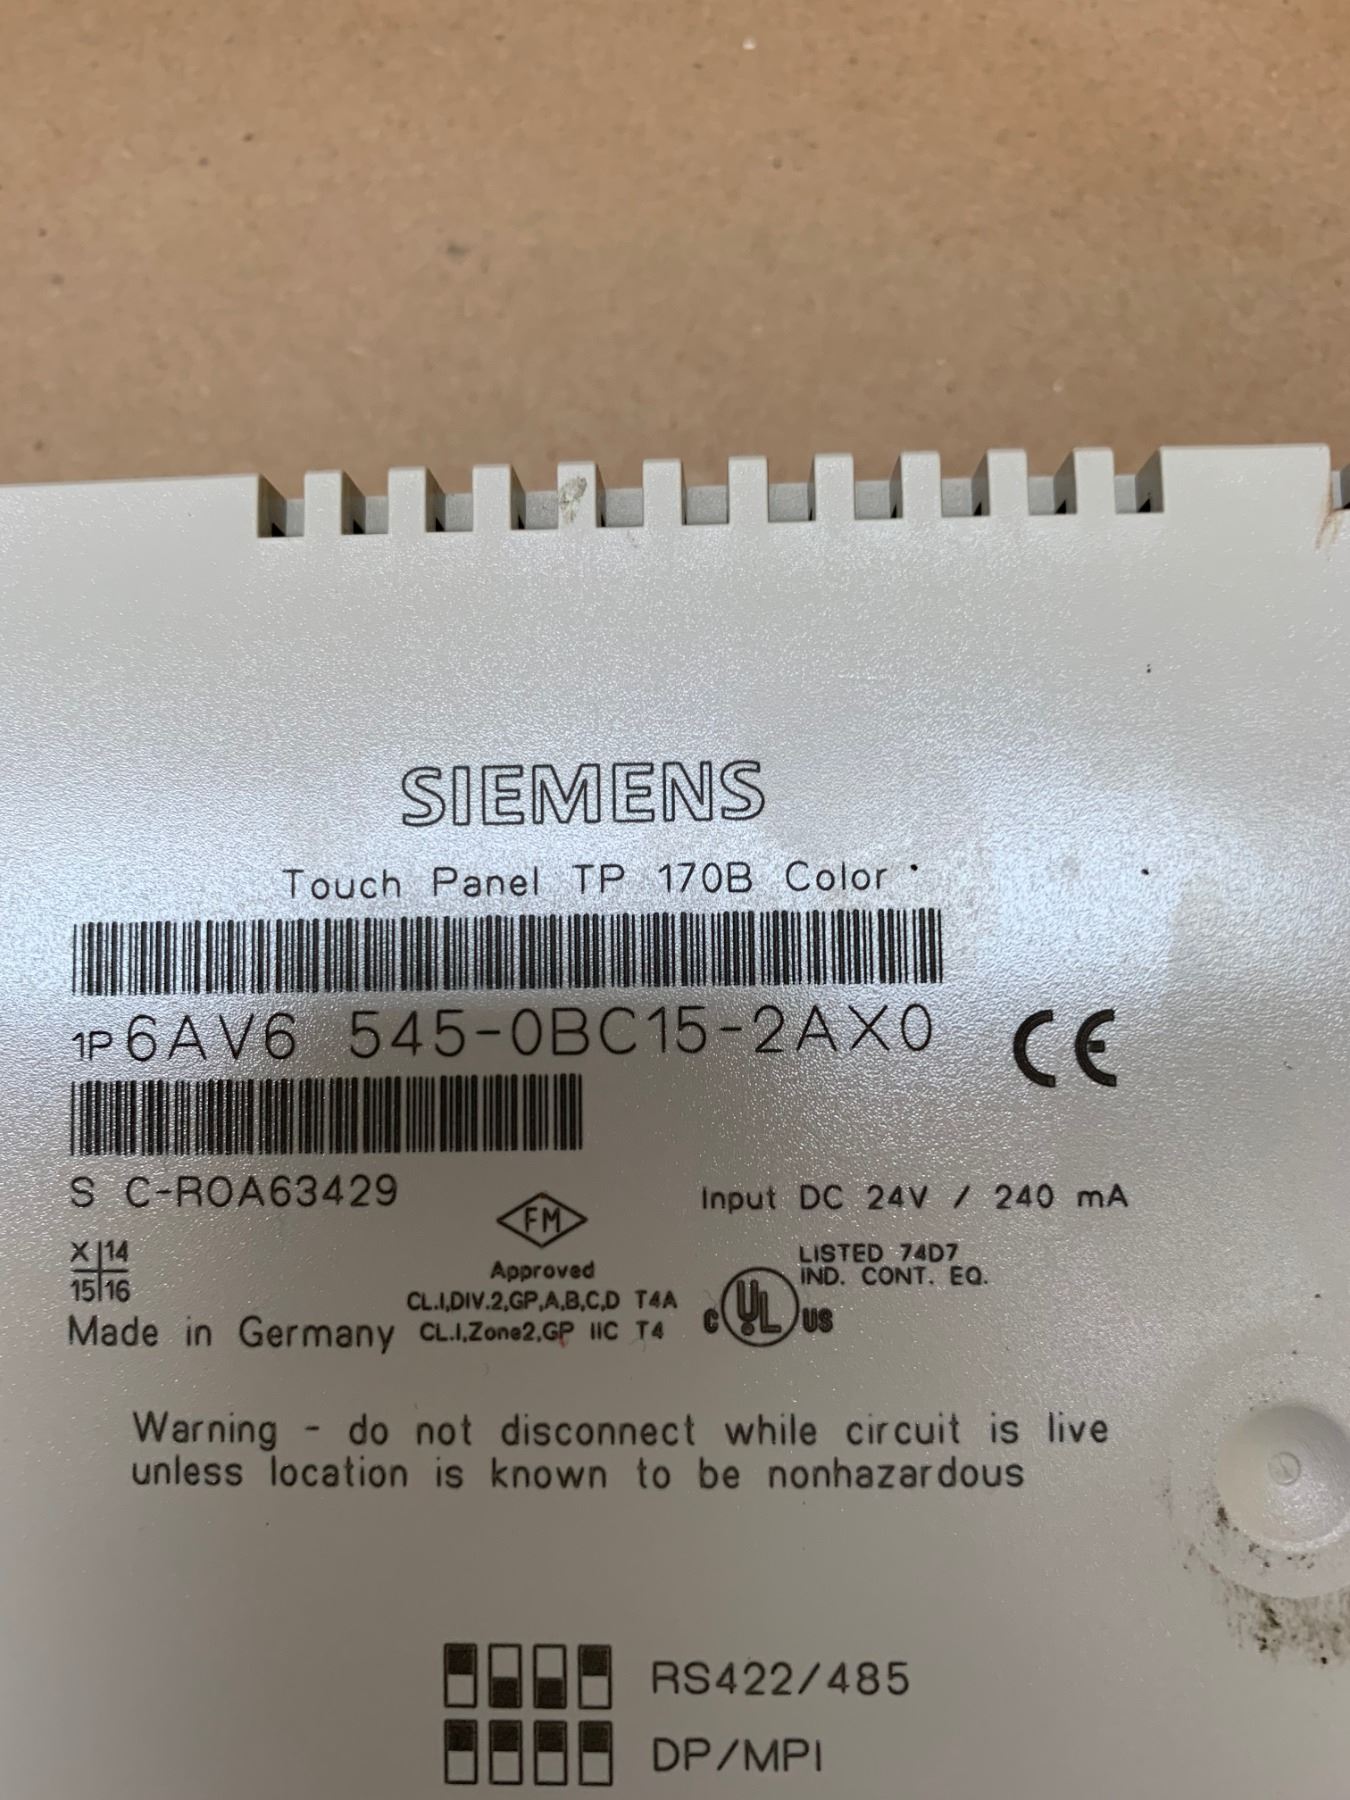 SIEMENS
Touch Panel TP 170B Color
1P 6AV6 545-0BC15-2AX0
CE
S C-R0A63429
Input DC 24V / 240 mA
FM
X 14
15 16
Approved
LISTED 74D7
IND. CONT. EQ.
CL.I,DIV.2,GP,A,B,C,D T4A
CL.I,Zone2,GP IIC T4
C UL US
Made in Germany
Warning - do not disconnect while circuit is live
unless location is known to be nonhazardous
RS422/485
DP/MPI